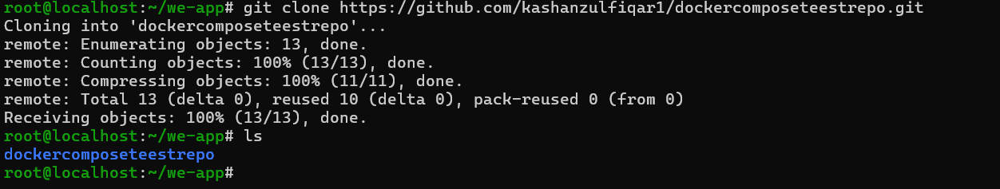 root@localhost:~/we-app# git clone https://github.com/kashanzulfiqar1/dockercomposeteestrepo.git
Cloning into 'dockercomposeteestrepo'...
remote: Enumerating objects: 13, done.
remote: Counting objects: 100% (13/13), done.
remote: Compressing objects: 100% (11/11), done.
remote: Total 13 (delta 0), reused 10 (delta 0), pack-reused 0 (from 0)
Receiving objects: 100% (13/13), done.
root@localhost:~/we-app# ls
dockercomposeteestrepo
root@localhost:~/we-app#